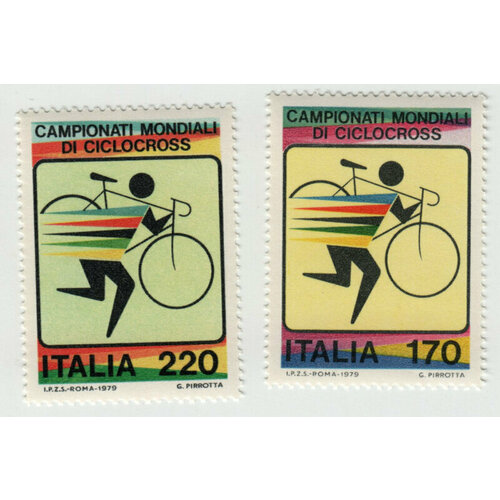 CAMPIONATI MONDIALI
DI CICLOCROSS
ITALIA 220
I.P.Z.S.-ROMA-1979 G. PIRROTTA
CAMPIONATI MONDIALI
DI CICLOCROSS
ITALIA 170
I.P.Z.S.-ROMA-1979 G. PIRROTTA